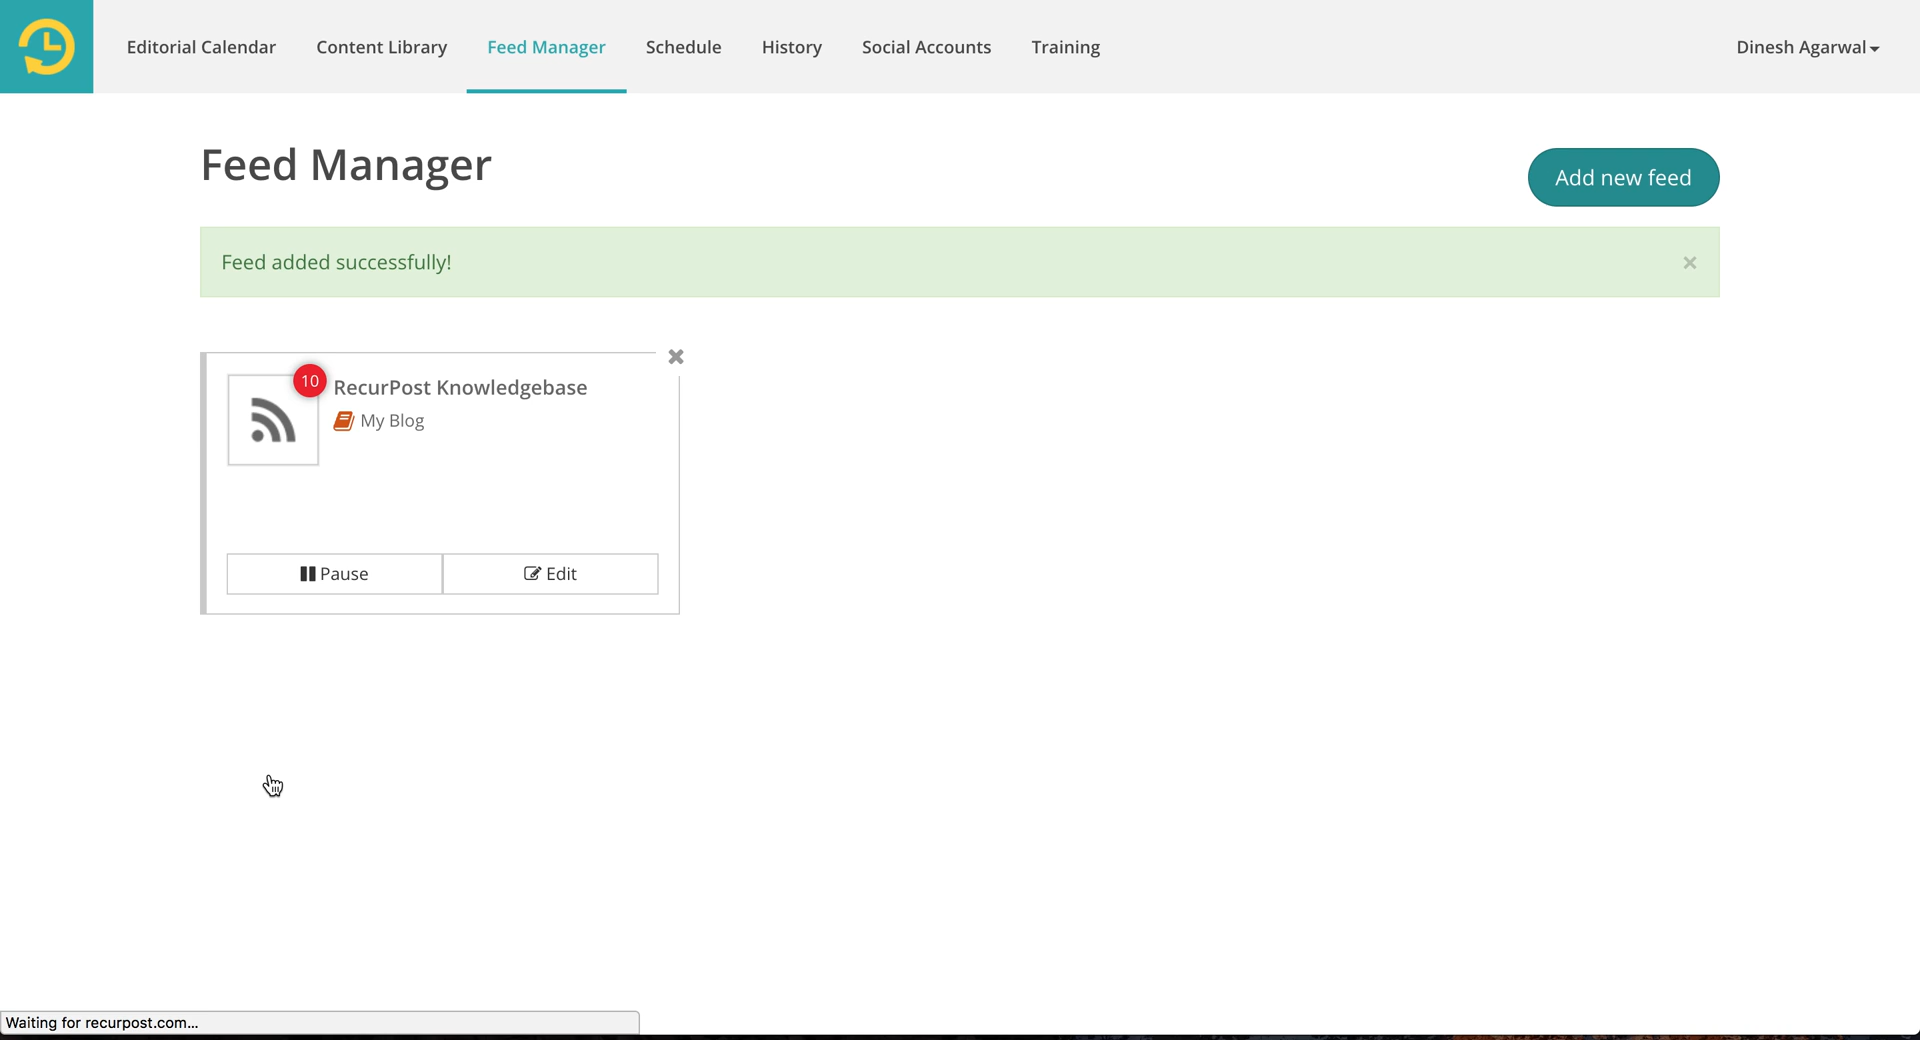 Editorial Calendar Content Library Feed Manager Schedule History Social Accounts Training Dinesh Agarwal
Feed Manager
Add new feed
Feed added successfully!
×
10
RecurPost Knowledgebase
My Blog
Pause Edit
Waiting for recurpost.com...